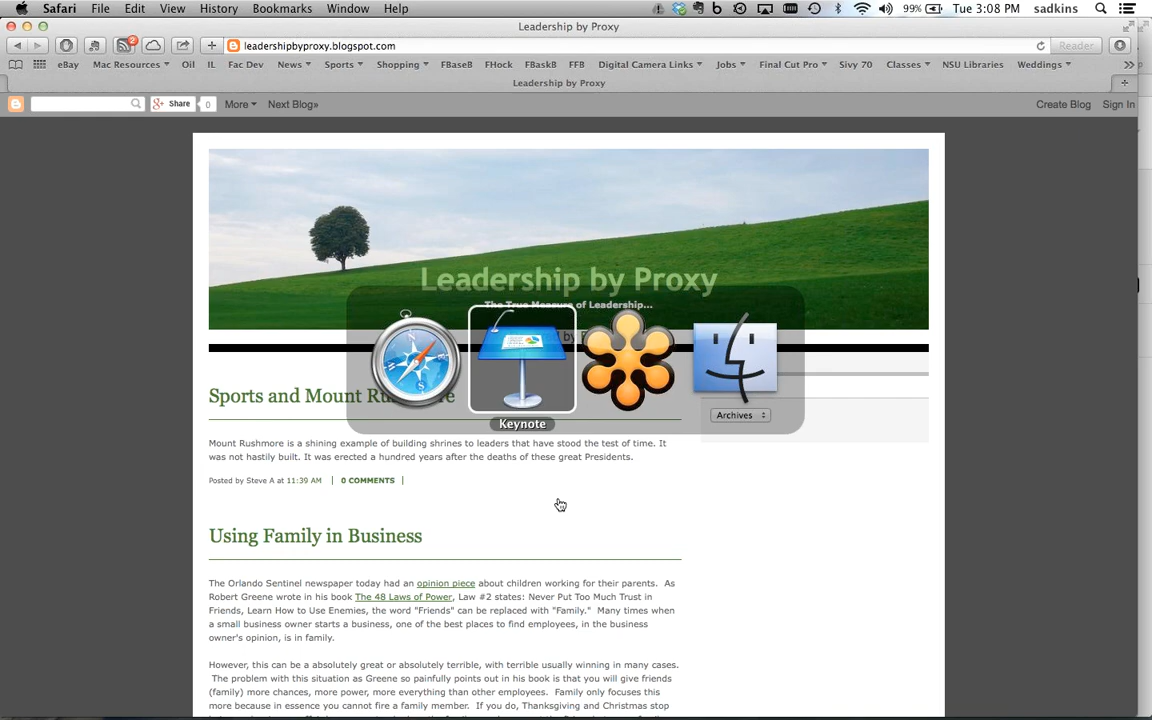 Safari File Edit View History Bookmarks Window Help 99% Tue 3:08 PM sadkins
Leadership by Proxy
leadershipbyproxy.blogspot.com Reader
2
eBay Mac Resources Oil IL Fac Dev News Sports Shopping FBaseB FHock FBaskB FFB Digital Camera Links Jobs Final Cut Pro Sivy 70 Classes NSU Libraries Weddings
Leadership by Proxy
Share 0 More Next Blog» Create Blog Sign In
Leadership by Proxy
The True Measure of Leadership...
Sports and Mount
Archives
Keynote
Mount Rushmore is a shining example of building shrines to leaders that have stood the test of time. It
was not hastily built. It was erected a hundred years after the deaths of these great Presidents.
Posted by Steve A at 11:39 AM | 0 COMMENTS |
Using Family in Business
The Orlando Sentinel newspaper today had an opinion piece about children working for their parents. As
Robert Greene wrote in his book The 48 Laws of Power, Law #2 states: Never Put Too Much Trust in
Friends, Learn How to Use Enemies, the word "Friends" can be replaced with "Family." Many times when
a small business owner starts a business, one of the best places to find employees, in the business
owner's opinion, is in family.
However, this can be a absolutely great or absolutely terrible, with terrible usually winning in many cases.
The problem with this situation as Greene so painfully points out in his book is that you will give friends
(family) more chances, more power, more everything than other employees. Family only focuses this
more because in essence you cannot fire a family member. If you do, Thanksgiving and Christmas stop